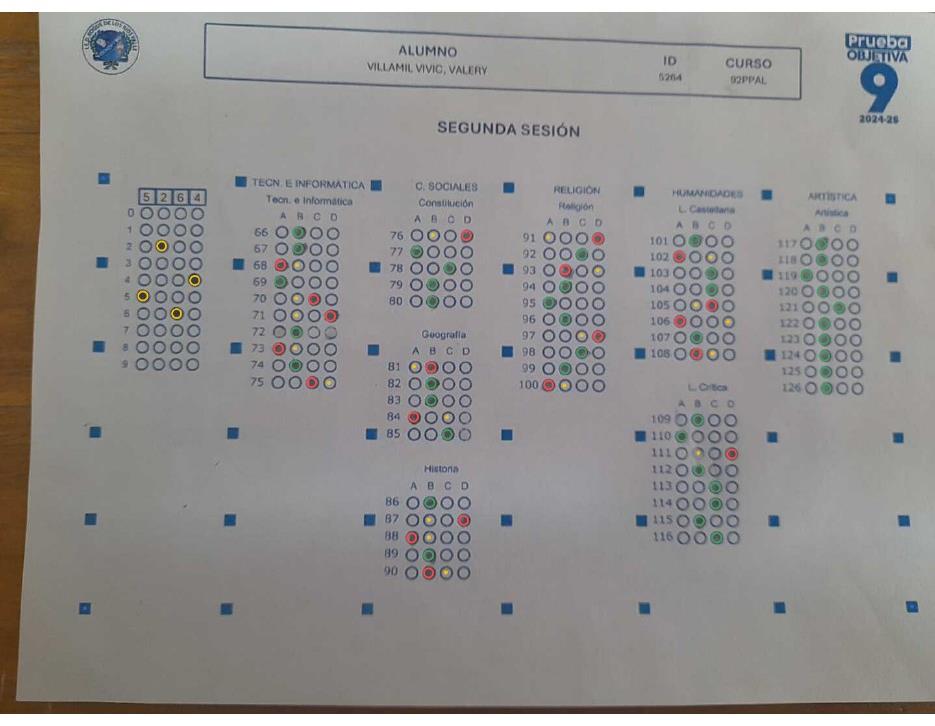 ALUMNO
VILLAMIL VIVIC, VALERY
ID
5264
CURSO
92PPAL
Prueba
OBJETIVA
9
2024-25
SEGUNDA SESIÓN
5 2 6 4
0
1
2
3
4
5
6
7
8
9
TECN. E INFORMÁTICA
Tecn. e Informática
A B C D
66
67
68
69
70
71
72
73
74
75
C. SOCIALES
Constitución
A B C D
76
77
78
79
80
Geografía
A B C D
81
82
83
84
85
Historia
A B C D
86
87
88
89
90
RELIGIÓN
Religión
A B C D
91
92
93
94
95
96
97
98
99
100
HUMANIDADES
L. Castellana
A B C D
101
102
103
104
105
106
107
108
L. Crítica
A B C D
109
110
111
112
113
114
115
116
ARTÍSTICA
Artística
A B C D
117
118
119
120
121
122
123
124
125
126